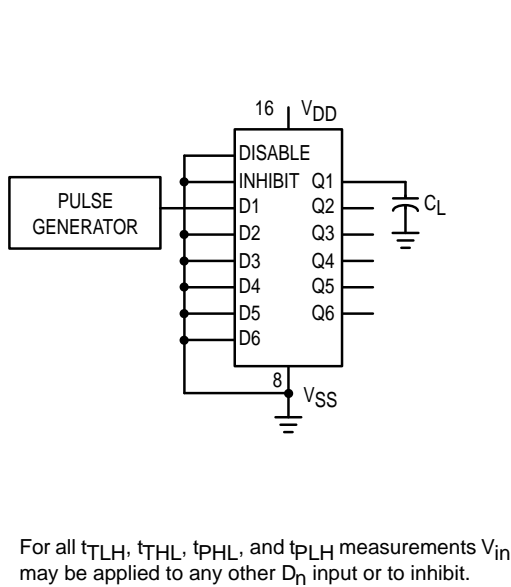 16 VDD
DISABLE
INHIBIT Q1
PULSE GENERATOR
D1 Q2
CL
D2 Q3
D3 Q4
D4 Q5
D5 Q6
D6
8
VSS
For all tTLH, tTHL, tPHL, and tPLH measurements Vin
may be applied to any other Dn input or to inhibit.